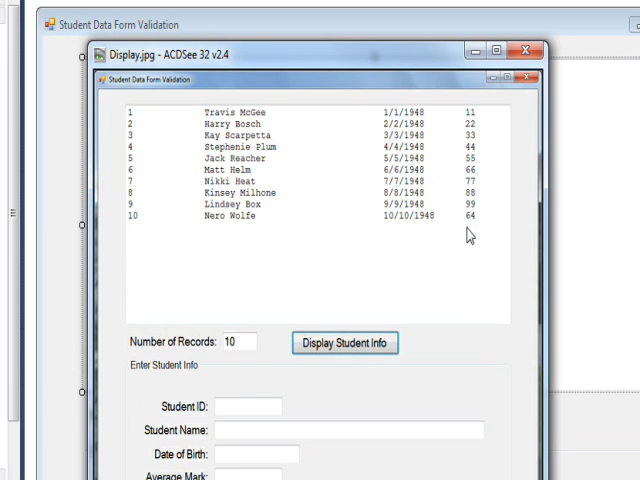 Student Data Form Validation
Display.jpg - ACDSee 32 v2.4
Student Data Form Validation
1 Travis McGee 1/1/1948 11
2 Harry Bosch 2/2/1948 22
3 Kay Scarpetta 3/3/1948 33
4 Stephenie Plum 4/4/1948 44
5 Jack Reacher 5/5/1948 55
6 Matt Helm 6/6/1948 66
7 Nikki Heat 7/7/1948 77
8 Kinsey Milhone 8/8/1948 88
9 Lindsey Box 9/9/1948 99
10 Nero Wolfe 10/10/1948 64
Number of Records: 10 Display Student Info
Enter Student Info
Student ID:
Student Name:
Date of Birth:
Average Mark: